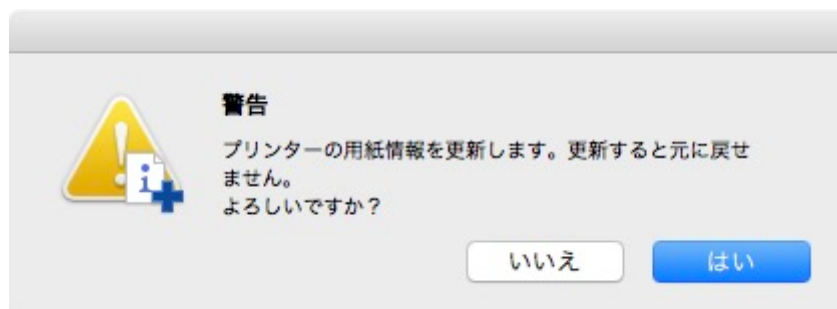 警告
プリンターの用紙情報を更新します。更新すると元に戻せ
ません。
よろしいですか？
いいえ
はい